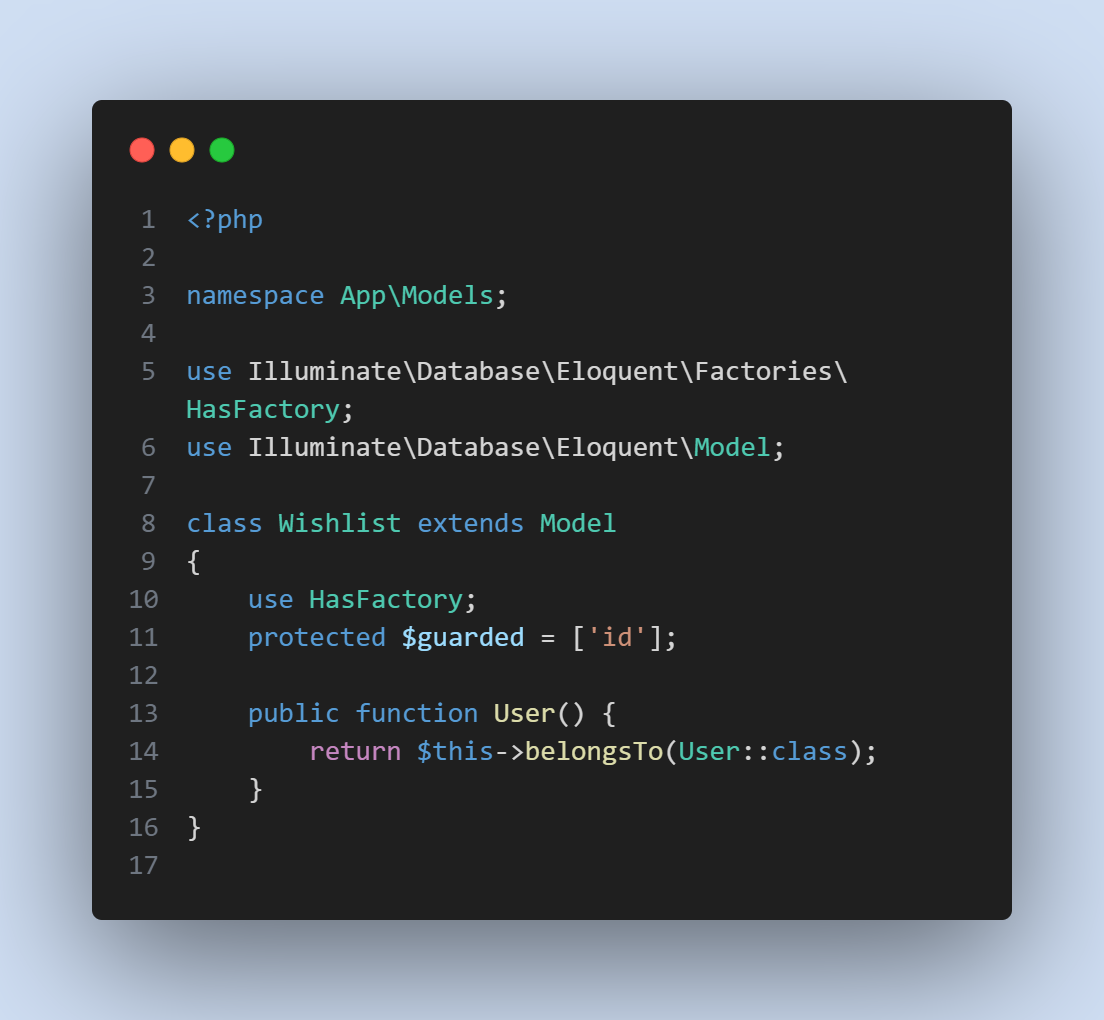 1 <?php
2
3 namespace App\Models;
4
5 use Illuminate\Database\Eloquent\Factories\
HasFactory;
6 use Illuminate\Database\Eloquent\Model;
7
8 class Wishlist extends Model
9 {
10     use HasFactory;
11     protected $guarded = ['id'];
12
13     public function User() {
14         return $this->belongsTo(User::class);
15     }
16 }
17